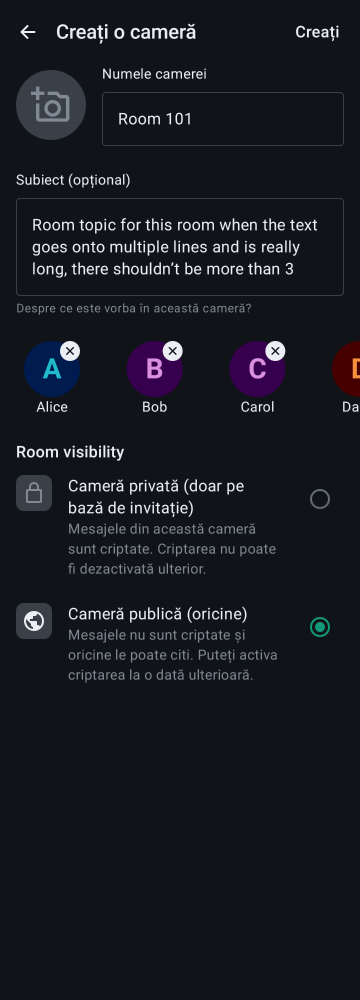 Creați o cameră
Creați
Numele camerei
Room 101
Subiect (opțional)
Room topic for this room when the text
goes onto multiple lines and is really
long, there shouldn’t be more than 3
Despre ce este vorba în această cameră?
A
B
C
Alice
Bob
Carol
Da
Room visibility
Cameră privată (doar pe
bază de invitație)
Mesajele din această cameră
sunt criptate. Criptarea nu poate
fi dezactivată ulterior.
Cameră publică (oricine)
Mesajele nu sunt criptate și
oricine le poate citi. Puteți activa
criptarea la o dată ulterioară.